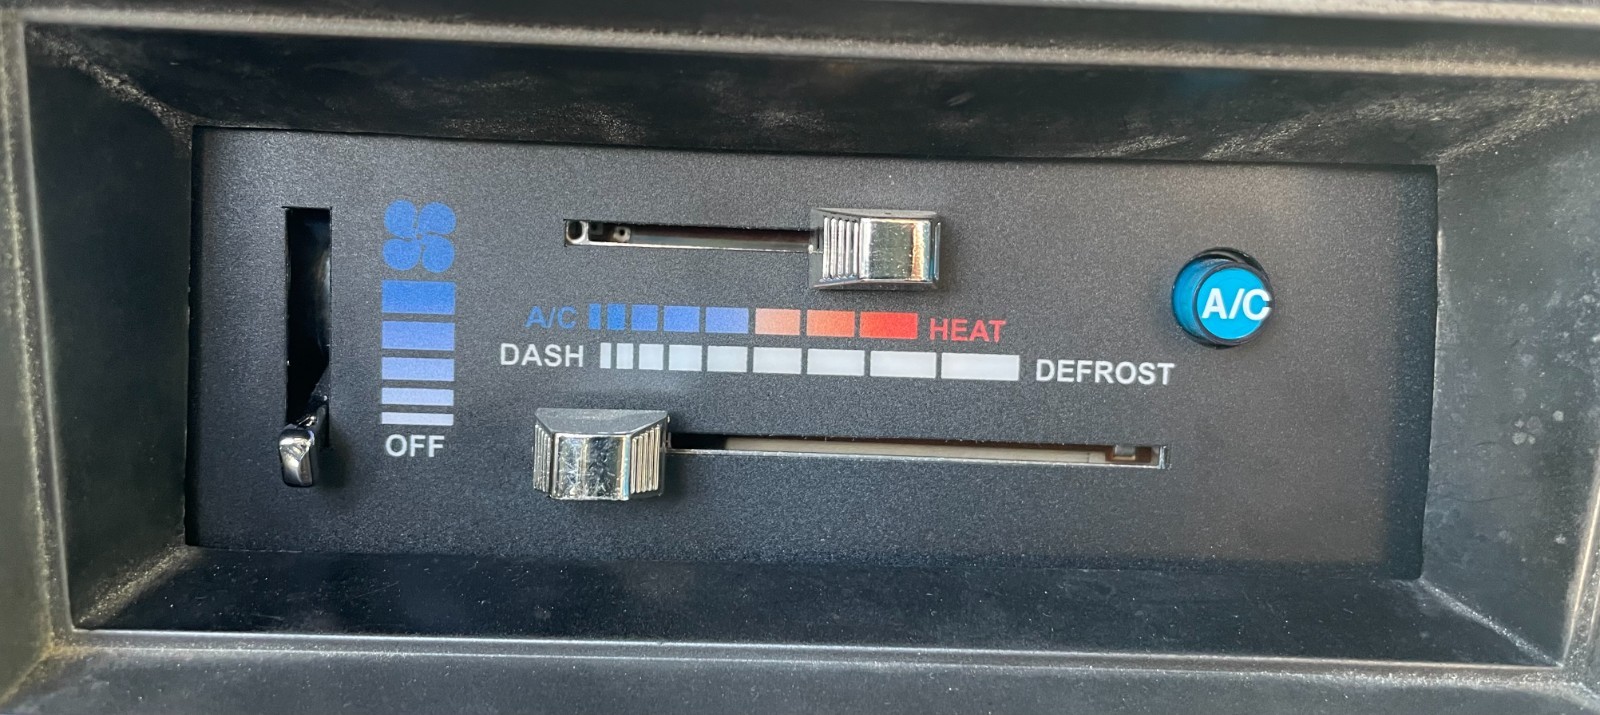 A/C HEAT
DASH DEFROST
A/C
OFF